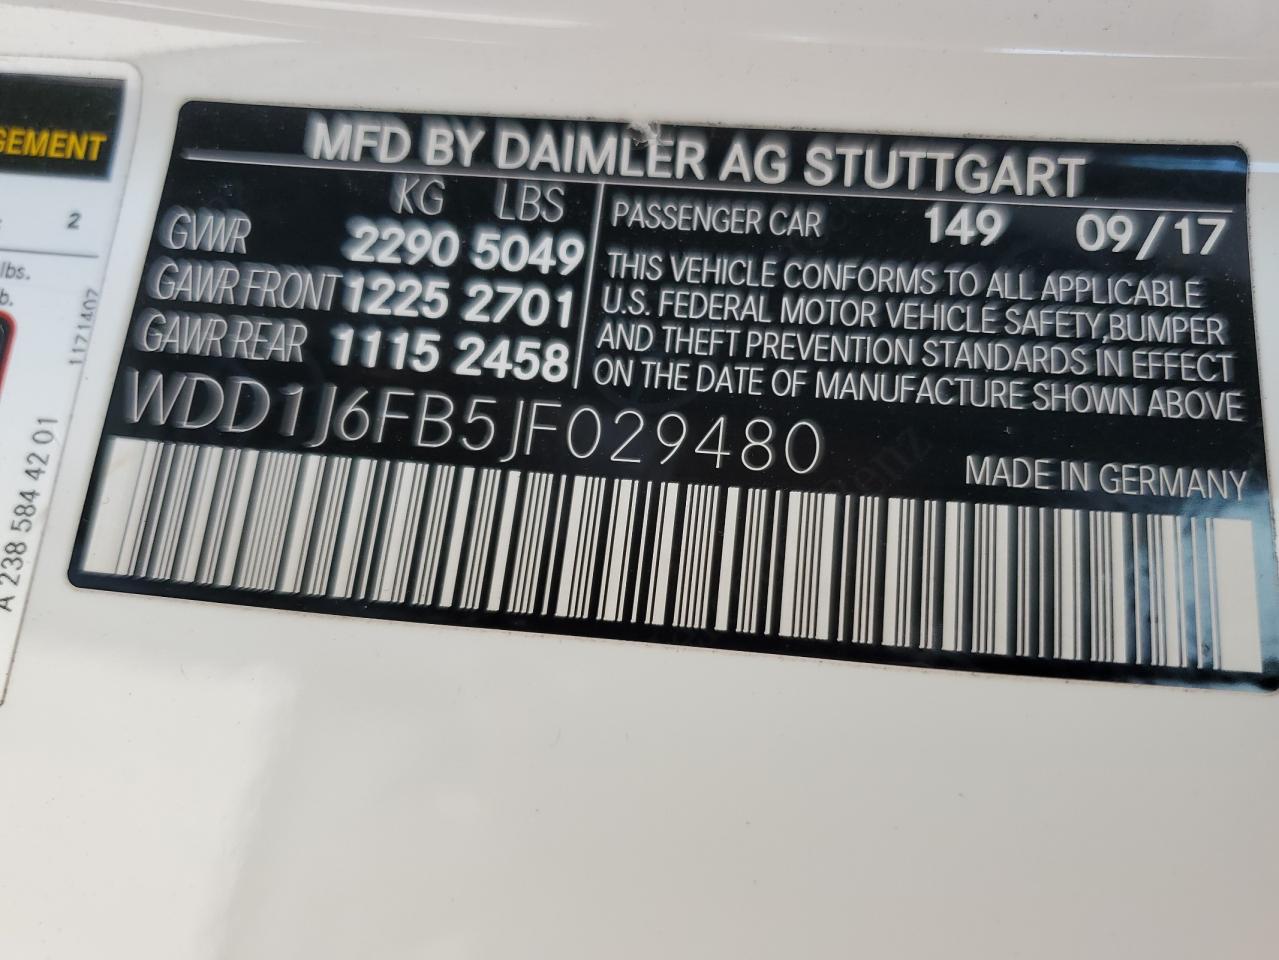 GEMENT
2
lbs.
b.
1171407
A 238 584 42 01
MFD BY DAIMLER AG STUTTGART
KG LBS
GVWR 2290 5049
GAWR FRONT 1225 2701
GAWR REAR 1115 2458
PASSENGER CAR 149 09/17
THIS VEHICLE CONFORMS TO ALL APPLICABLE
U.S. FEDERAL MOTOR VEHICLE SAFETY, BUMPER
AND THEFT PREVENTION STANDARDS IN EFFECT
ON THE DATE OF MANUFACTURE SHOWN ABOVE
WDD1J6FB5JF029480
MADE IN GERMANY